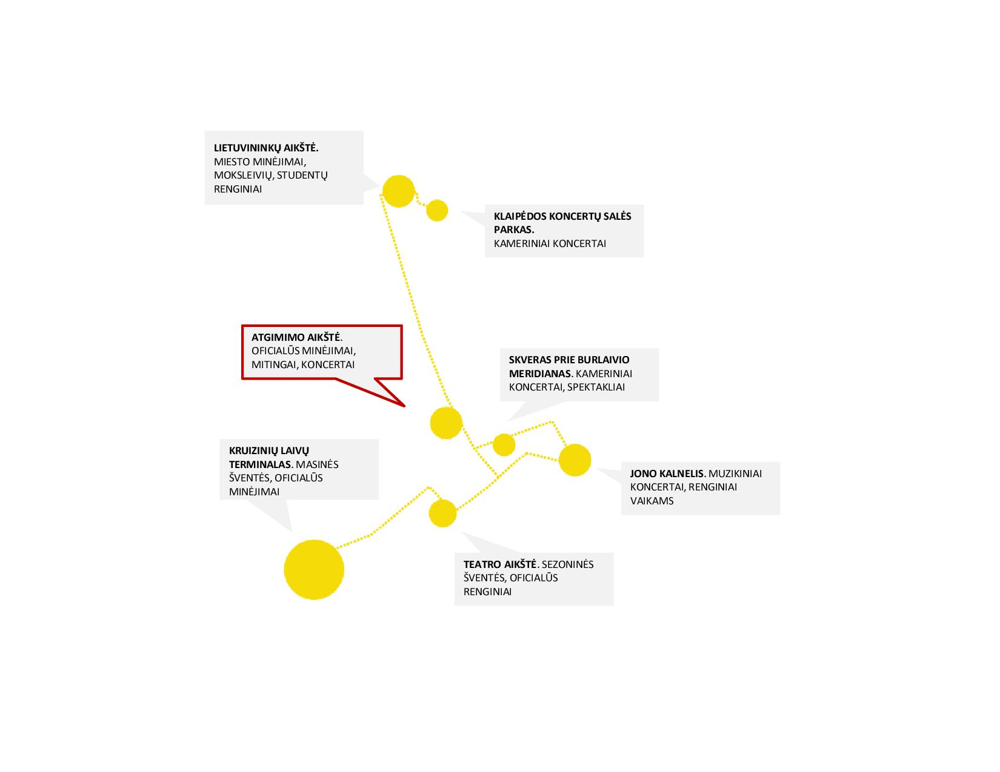 LIETUVININKŲ AIKŠTĖ.
MIESTO MINĖJIMAI,
MOKSLEIVIŲ, STUDENTŲ
RENGINIAI
KLAIPĖDOS KONCERTŲ SALĖS
PARKAS.
KAMERINIAI KONCERTAI
ATGIMIMO AIKŠTĖ.
OFICIALŪS MINĖJIMAI,
MITINGAI, KONCERTAI
SKVERAS PRIE BURLAIVIO
MERIDIANAS. KAMERINIAI
KONCERTAI, SPEKTAKLIAI
KRUIZINIŲ LAIVŲ
TERMINALAS. MASINĖS
ŠVENTĖS, OFICIALŪS
MINĖJIMAI
JONO KALNELIS. MUZIKINIAI
KONCERTAI, RENGINIAI
VAIKAMS
TEATRO AIKŠTĖ. SEZONINĖS
ŠVENTĖS, OFICIALŪS
RENGINIAI